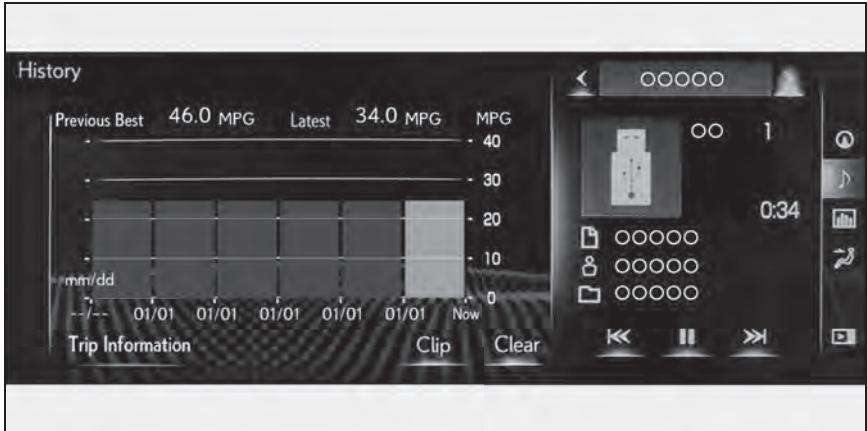 History
Previous Best 46.0 MPG Latest 34.0 MPG MPG
40
30
20
10
0
mm/dd
--/-- 01/01 01/01 01/01 01/01 01/01 Now
Trip Information Clip Clear
OOOOO
OO 1
0:34
OOOOO
OOOOO
OOOOO